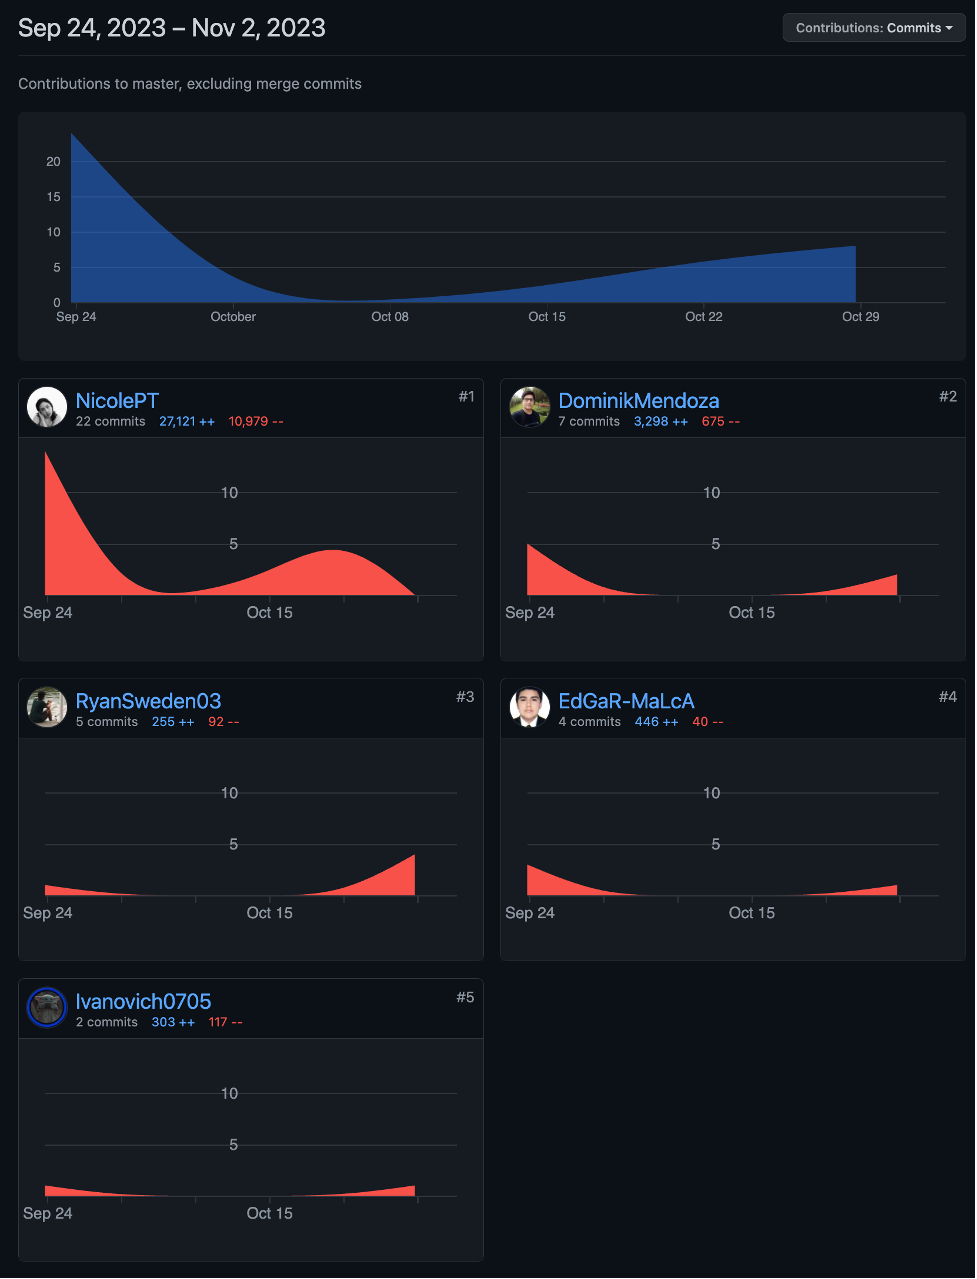 Sep 24, 2023 – Nov 2, 2023
Contributions: Commits
Contributions to master, excluding merge commits
20
15
10
5
0
Sep 24 October Oct 08 Oct 15 Oct 22 Oct 29
NicolePT #1
22 commits 27,121 ++ 10,979 --
10
5
Sep 24 Oct 15
DominikMendoza #2
7 commits 3,298 ++ 675 --
10
5
Sep 24 Oct 15
RyanSweden03 #3
5 commits 255 ++ 92 --
10
5
Sep 24 Oct 15
EdGaR-MaLcA #4
4 commits 446 ++ 40 --
10
5
Sep 24 Oct 15
Ivanovich0705 #5
2 commits 303 ++ 117 --
10
5
Sep 24 Oct 15